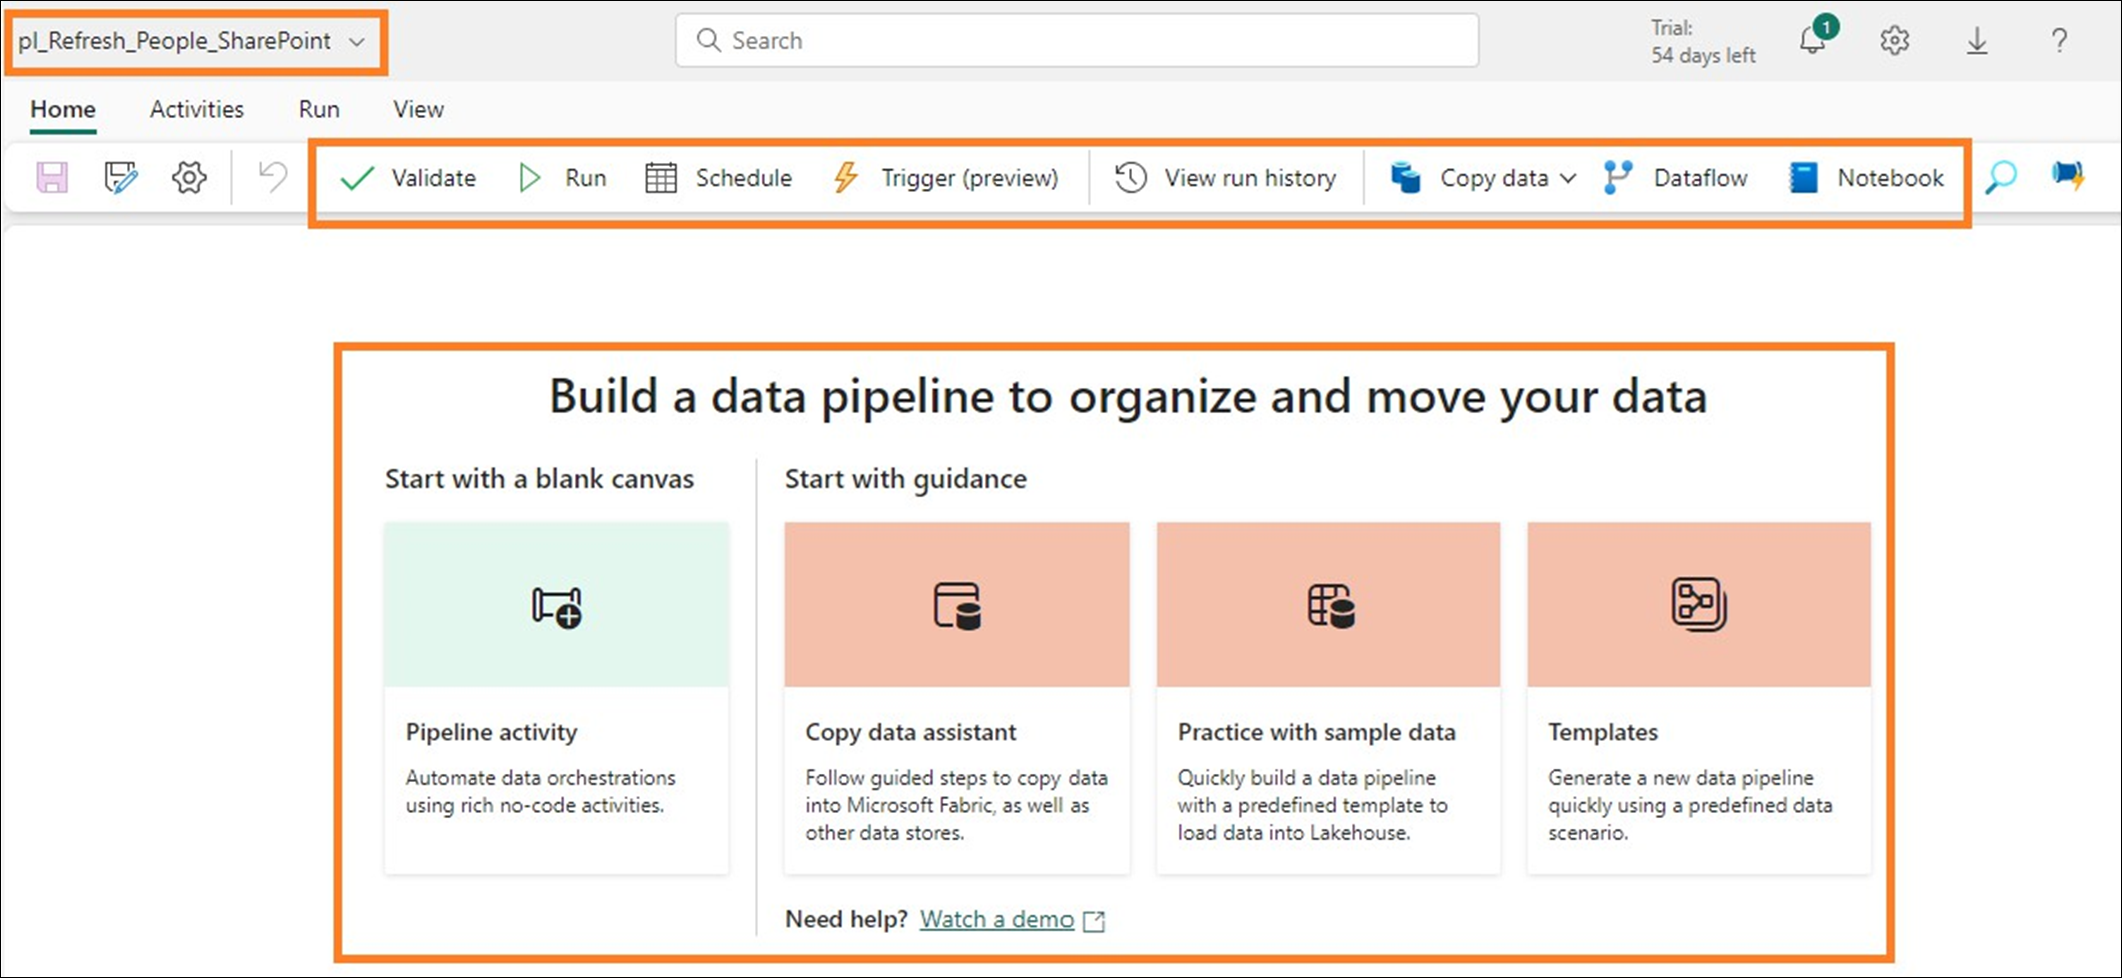 pl_Refresh_People_SharePoint
Search
Trial:
54 days left
1
?
Home Activities Run View
Validate Run Schedule Trigger (preview) View run history Copy data Dataflow Notebook
Build a data pipeline to organize and move your data
Start with a blank canvas
Pipeline activity
Automate data orchestrations
using rich no-code activities.
Start with guidance
Copy data assistant
Follow guided steps to copy data
into Microsoft Fabric, as well as
other data stores.
Practice with sample data
Quickly build a data pipeline
with a predefined template to
load data into Lakehouse.
Templates
Generate a new data pipeline
quickly using a predefined data
scenario.
Need help? Watch a demo